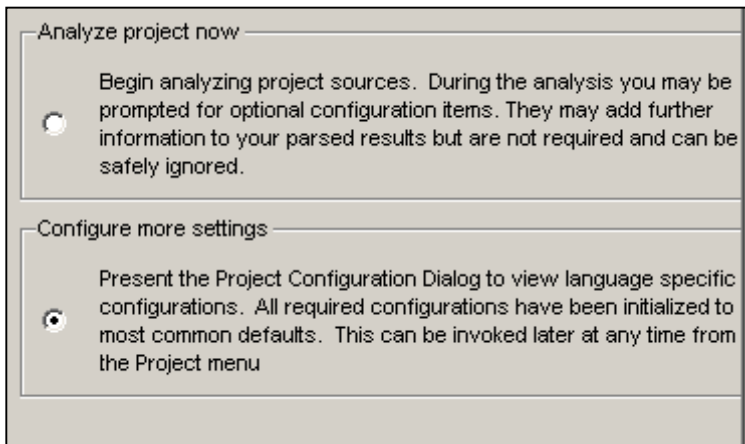 Analyze project now
Begin analyzing project sources.  During the analysis you may be
prompted for optional configuration items. They may add further
information to your parsed results but are not required and can be
safely ignored.
Configure more settings
Present the Project Configuration Dialog to view language specific
configurations.  All required configurations have been initialized to
most common defaults.  This can be invoked later at any time from
the Project menu